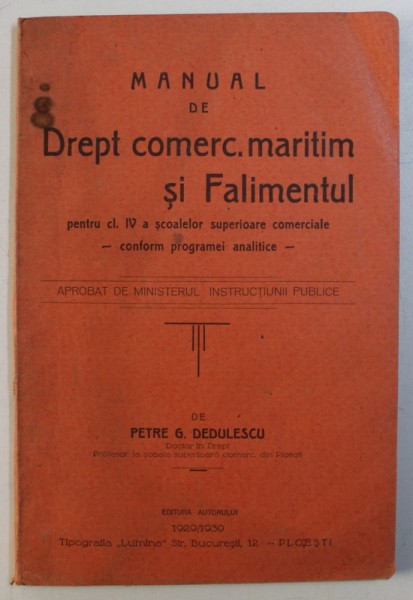 MANUAL
DE
Drept comerc. maritim
și Falimentul
pentru cl. IV a școalelor superioare comerciale
— conform programei analitice —
APROBAT DE MINISTERUL INSTRUCȚIUNII PUBLICE
DE
PETRE G. DEDULESCU
Doctor în Drept
Profesor la școala superioară comerc. din Ploești
EDITURA AUTORULUI
1929/1930
Tipografia „Lumina" Str. București, 12 — PLOEȘTI